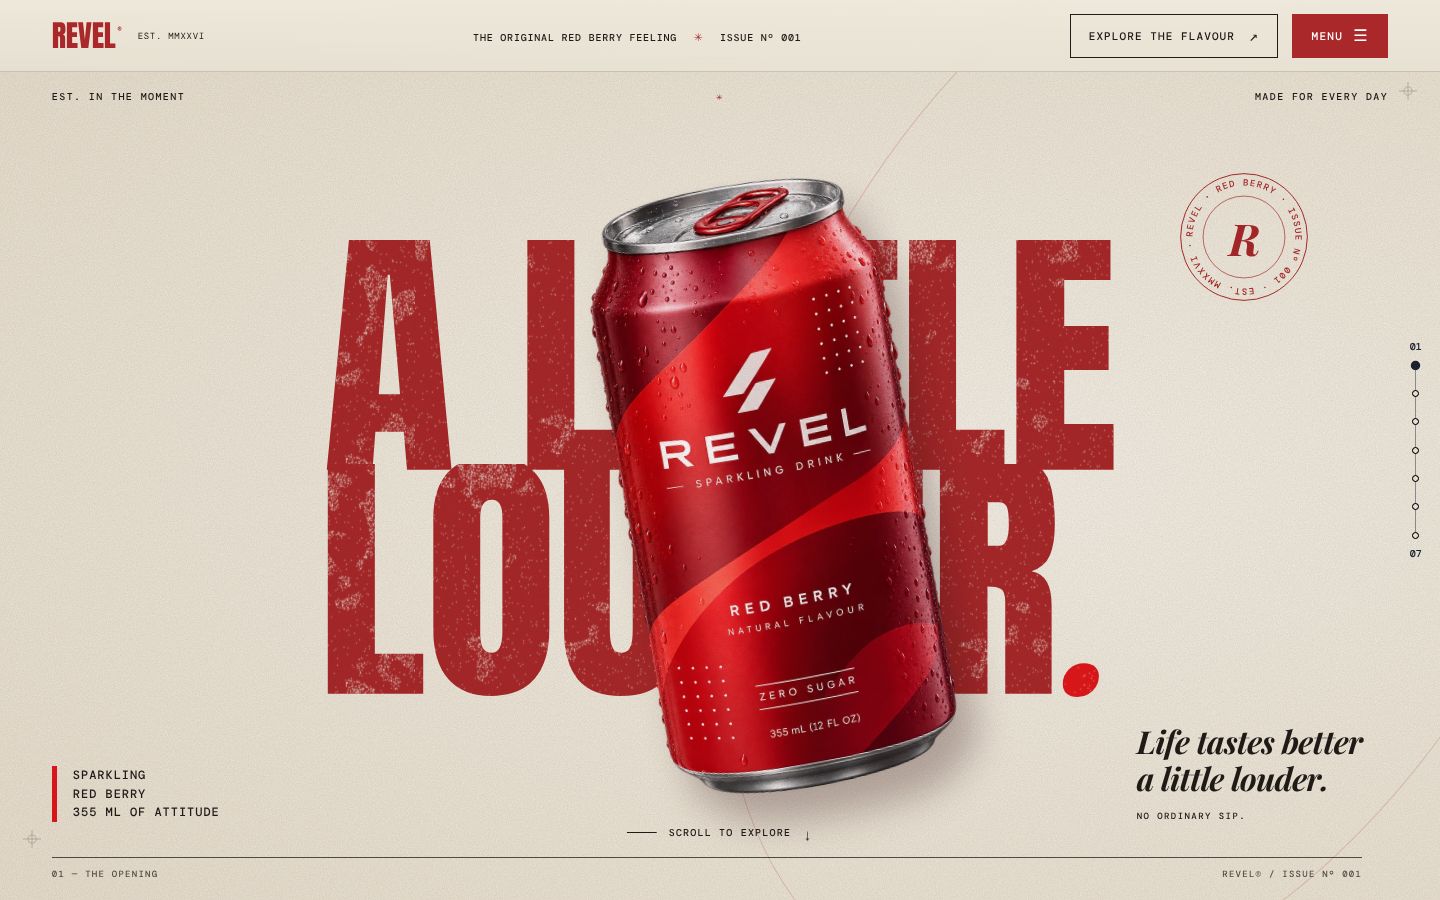 REVEL®
EST. MMXXVI
THE ORIGINAL RED BERRY FEELING ✳ ISSUE Nº 001
EXPLORE THE FLAVOUR ↗
MENU ☰
EST. IN THE MOMENT
✳
MADE FOR EVERY DAY
REVEL · RED BERRY · ISSUE Nº 001 · EST. MMXXVI ·
R
A L TLE
LOU R.
REVEL
SPARKLING DRINK
RED BERRY
NATURAL FLAVOUR
ZERO SUGAR
355 mL (12 FL OZ)
01
07
Life tastes better
a little louder.
NO ORDINARY SIP.
SPARKLING
RED BERRY
355 ML OF ATTITUDE
SCROLL TO EXPLORE ↓
01 — THE OPENING
REVEL® / ISSUE Nº 001